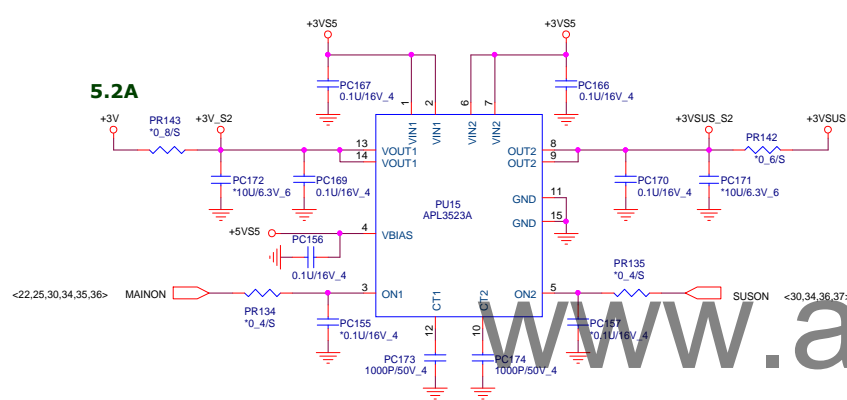 +3VS5
+3VS5
PC167
0.1U/16V_4
PC166
0.1U/16V_4
5.2A
+3V
PR143
*0_8/S
+3V_S2
1
2
6
7
VIN1
VIN1
VIN2
VIN2
+3VSUS_S2
PR142
*0_6/S
+3VSUS
13
14
VOUT1
VOUT1
OUT2
OUT2
8
9
PC172
*10U/6.3V_6
PC169
0.1U/16V_4
PU15
APL3523A
PC170
0.1U/16V_4
PC171
*10U/6.3V_6
GND
11
GND
15
+5VS5
4
VBIAS
PC156
0.1U/16V_4
<22,25,30,34,35,36>
MAINON
PR134
*0_4/S
3
ON1
CT1
CT2
ON2
5
PR135
*0_4/S
SUSON
<30,34,36,37>
PC155
*0.1U/16V_4
12
10
PC157
*0.1U/16V_4
PC173
1000P/50V_4
PC174
1000P/50V_4
www.a